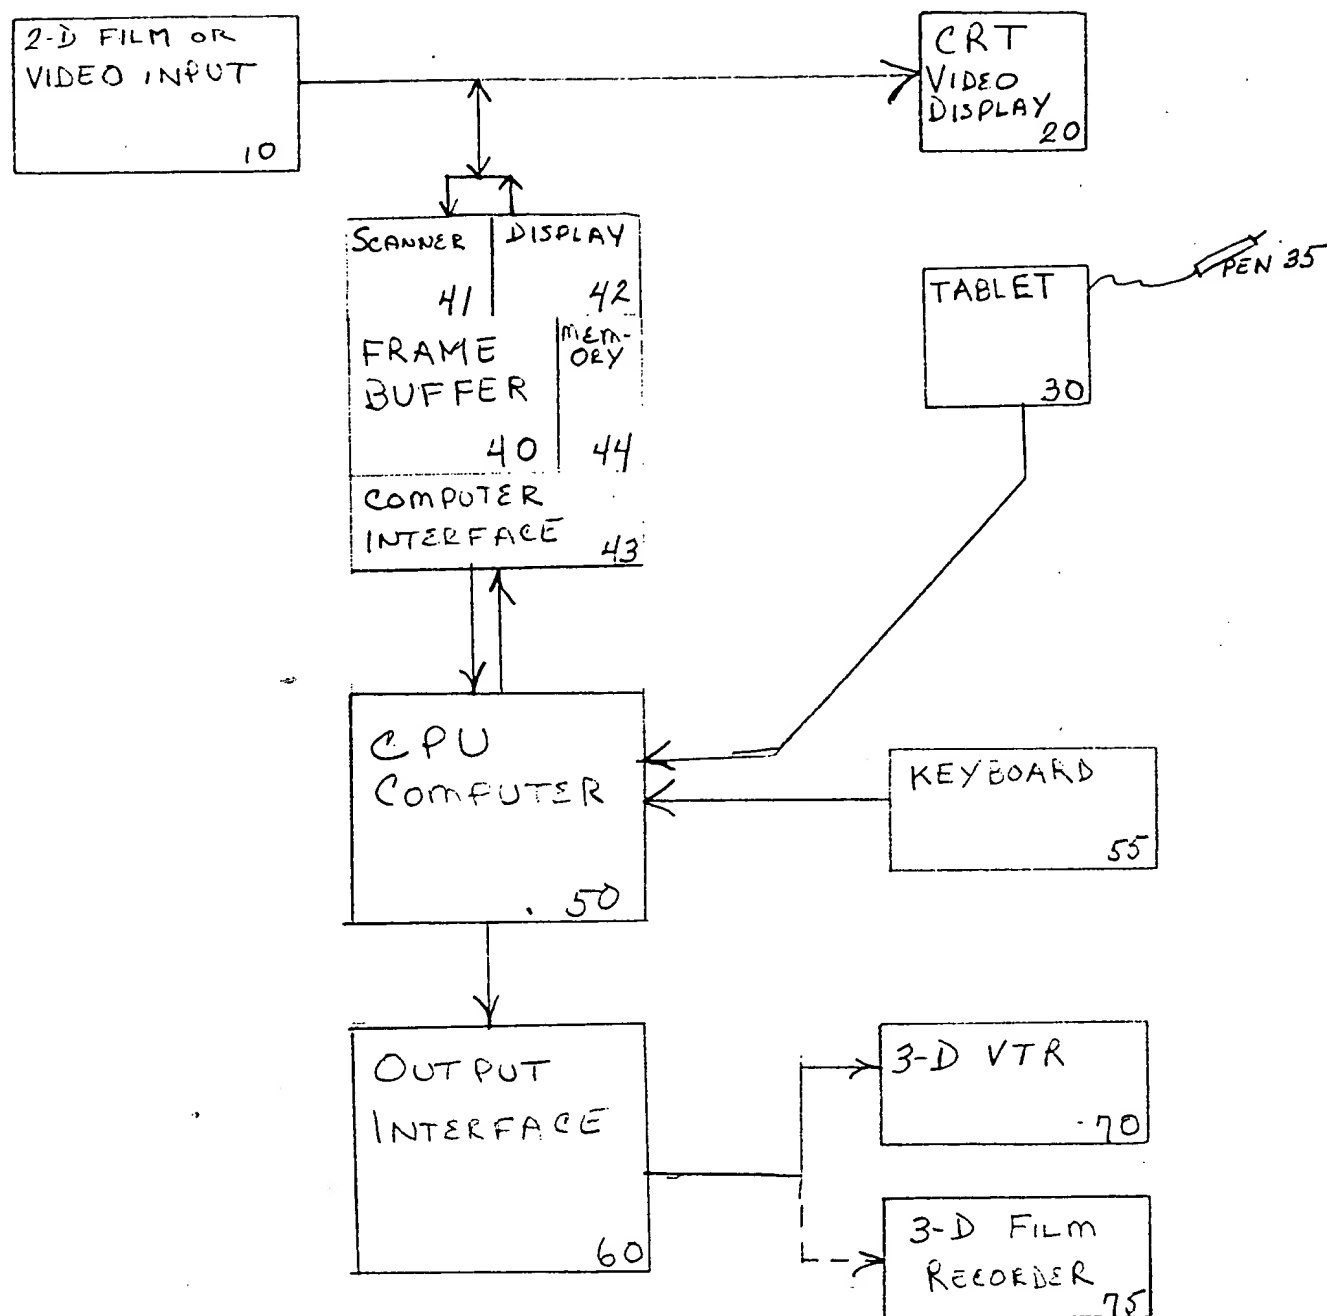 2-D FILM OR
VIDEO INPUT
10
CRT
VIDEO
DISPLAY
20
SCANNER
41
DISPLAY
42
FRAME
BUFFER
40
MEM-
ORY
44
COMPUTER
INTERFACE
43
TABLET
30
PEN 35
CPU
COMPUTER
50
KEYBOARD
55
OUTPUT
INTERFACE
60
3-D VTR
70
3-D FILM
RECORDER
75